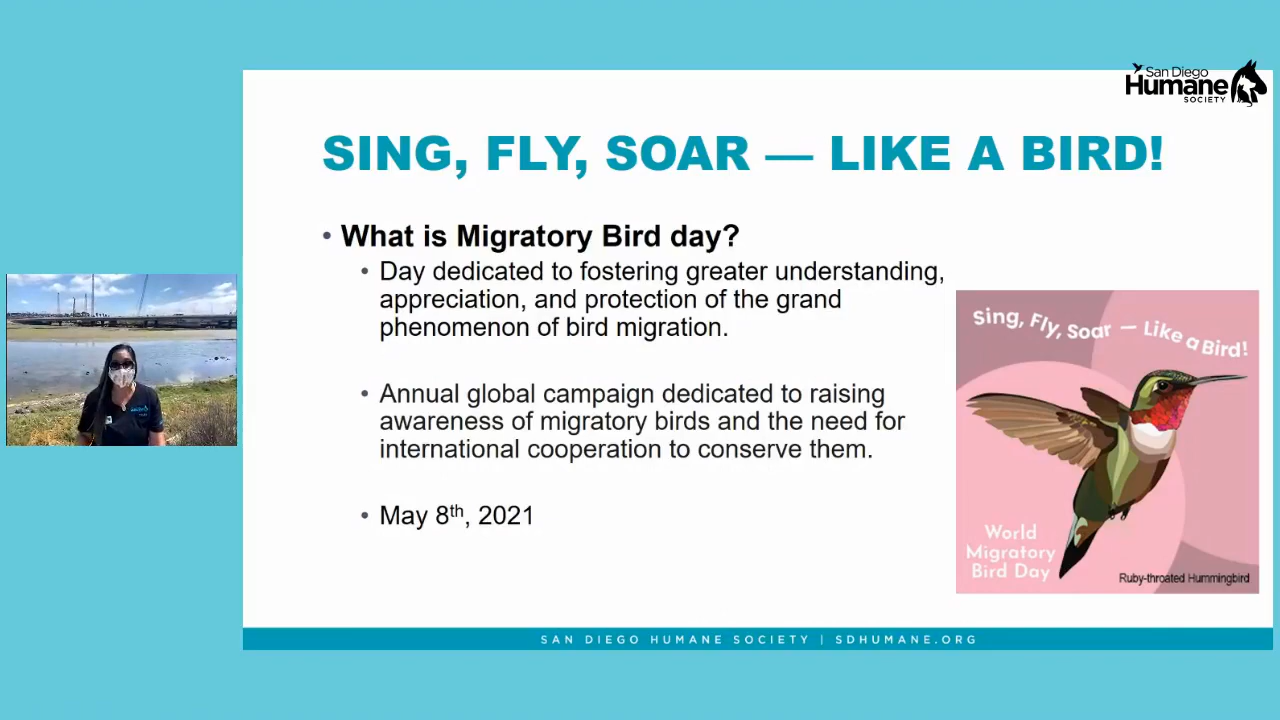 San Diego
Humane
SOCIETY
SING, FLY, SOAR — LIKE A BIRD!
• What is Migratory Bird day?
• Day dedicated to fostering greater understanding,
appreciation, and protection of the grand
phenomenon of bird migration.
• Annual global campaign dedicated to raising
awareness of migratory birds and the need for
international cooperation to conserve them.
• May 8th, 2021
Sing, Fly, Soar — Like a Bird!
World
Migratory
Bird Day
Ruby-throated Hummingbird
SAN DIEGO HUMANE SOCIETY | SDHUMANE.ORG